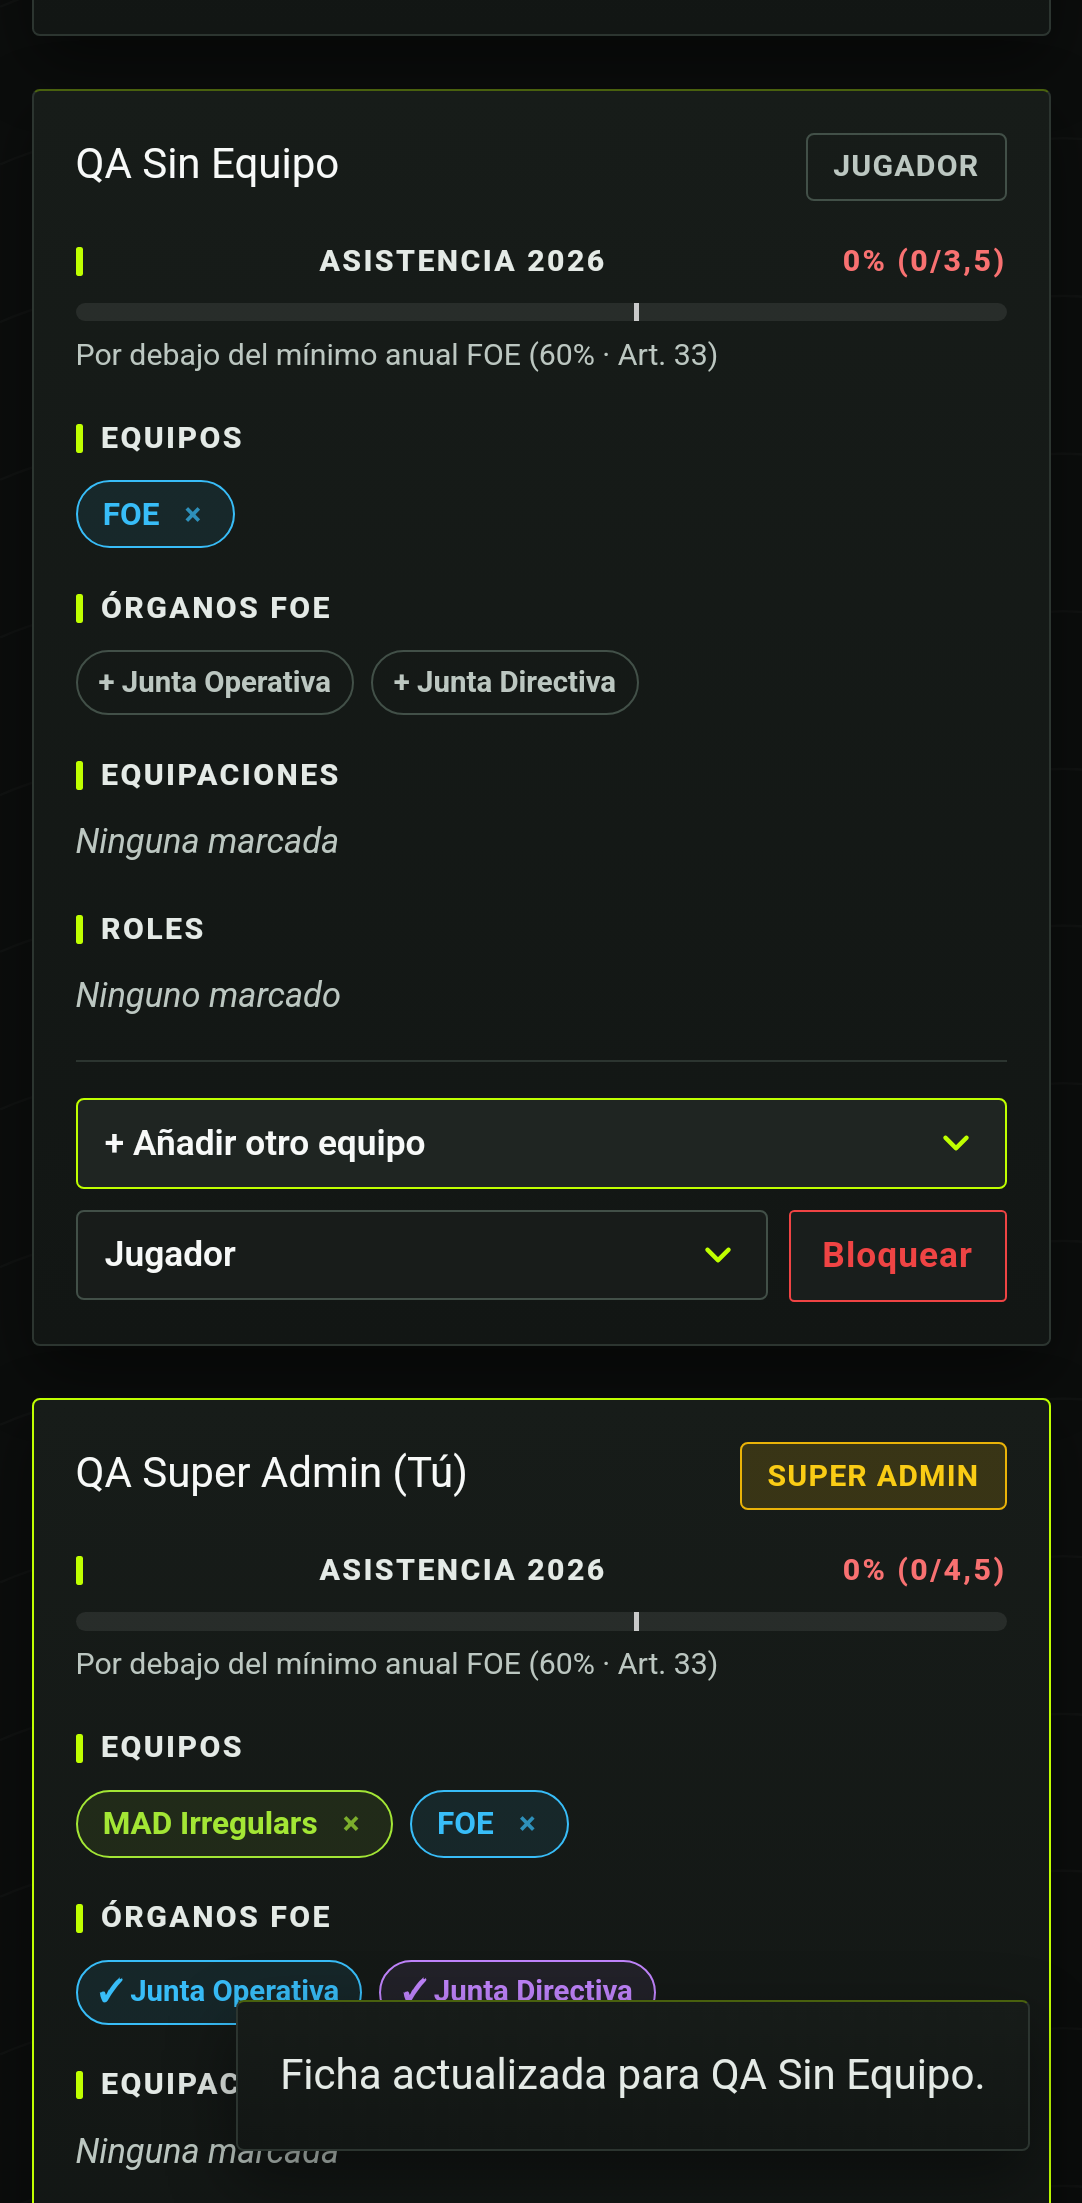 QA Sin Equipo
JUGADOR
ASISTENCIA 2026
0% (0/3,5)
Por debajo del mínimo anual FOE (60% · Art. 33)
EQUIPOS
FOE ×
ÓRGANOS FOE
+ Junta Operativa
+ Junta Directiva
EQUIPACIONES
Ninguna marcada
ROLES
Ninguno marcado
+ Añadir otro equipo
Jugador
Bloquear
QA Super Admin (Tú)
SUPER ADMIN
ASISTENCIA 2026
0% (0/4,5)
Por debajo del mínimo anual FOE (60% · Art. 33)
EQUIPOS
MAD Irregulars ×
FOE ×
ÓRGANOS FOE
✓ Junta Operativa
✓ Junta Directiva
EQUIPAC
Ninguna marcada
Ficha actualizada para QA Sin Equipo.